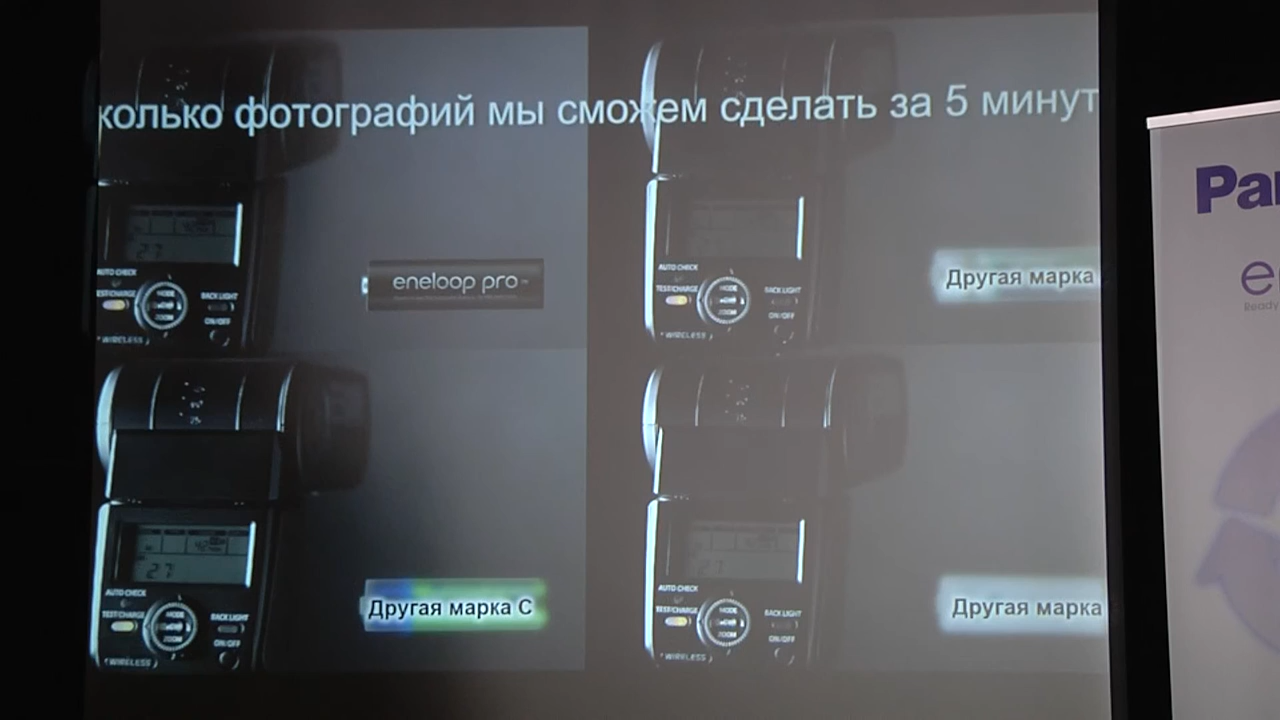 колько фотографий мы сможем сделать за 5 минут
Pa
e
Ready
27
AUTO CHECK
TEST/CHARGE
MODE
ZOOM
BACK LIGHT
ON/OFF
WIRELESS
eneloop pro
AUTO CHECK
TEST/CHARGE
MODE
ZOOM
BACK LIGHT
ON/OFF
WIRELESS
Другая марка
27
AUTO CHECK
TEST/CHARGE
MODE
ZOOM
BACK LIGHT
ON/OFF
WIRELESS
Другая марка C
27
AUTO CHECK
TEST/CHARGE
MODE
ZOOM
BACK LIGHT
ON/OFF
WIRELESS
Другая марка